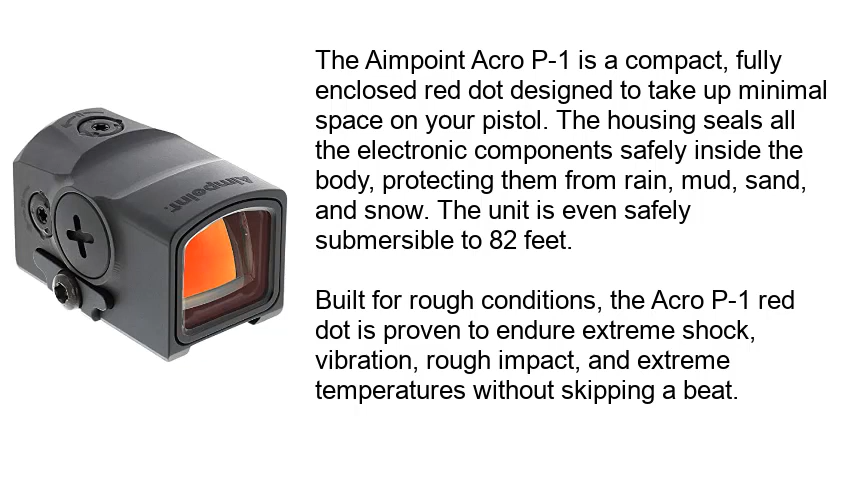 Aimpoint.
The Aimpoint Acro P-1 is a compact, fully
enclosed red dot designed to take up minimal
space on your pistol. The housing seals all
the electronic components safely inside the
body, protecting them from rain, mud, sand,
and snow. The unit is even safely
submersible to 82 feet.
Built for rough conditions, the Acro P-1 red
dot is proven to endure extreme shock,
vibration, rough impact, and extreme
temperatures without skipping a beat.